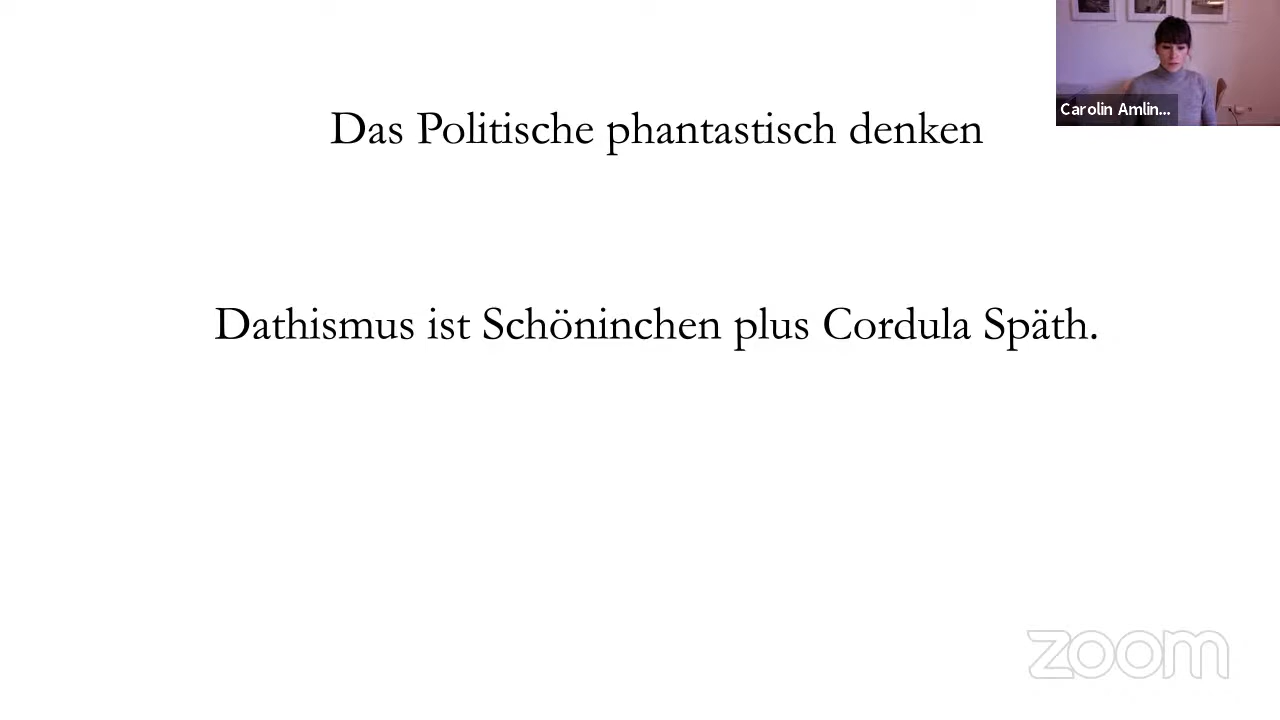 Das Politische phantastisch denken
Carolin Amlin...
Dathismus ist Schöninchen plus Cordula Späth.
zoom